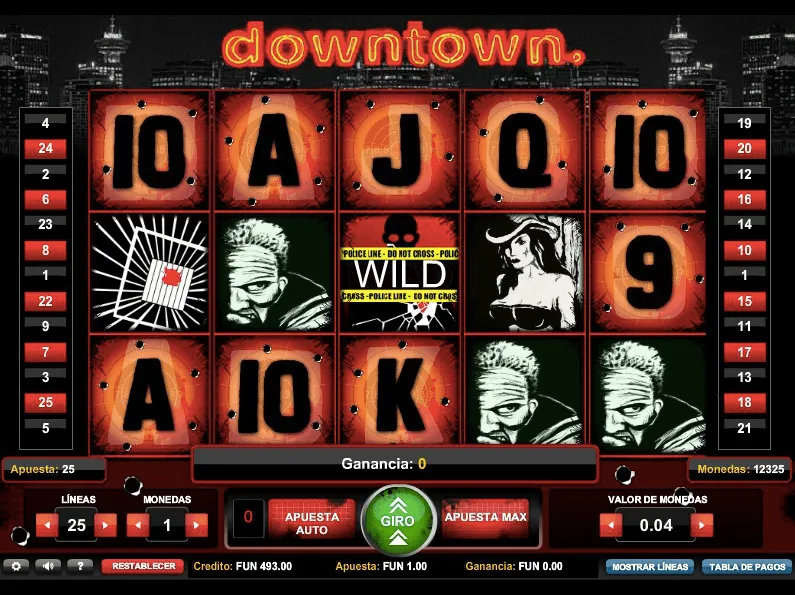 downtown.
4
24
2
6
23
8
1
22
9
7
3
25
5
10 A J Q 10
POLICE LINE - DO NOT CROSS - POLIC
WILD
CROSS - POLICE LINE - DO NOT CROS
9
A 10 K
19
20
12
16
14
10
1
15
11
17
13
18
21
Apuesta: 25
Ganancia: 0
Monedas: 12325
LÍNEAS
25
MONEDAS
1
0
APUESTA
AUTO
GIRO
APUESTA MAX
VALOR DE MONEDAS
0.04
?
RESTABLECER
Credito: FUN 493.00
Apuesta: FUN 1.00
Ganancia: FUN 0.00
MOSTRAR LÍNEAS
TABLA DE PAGOS